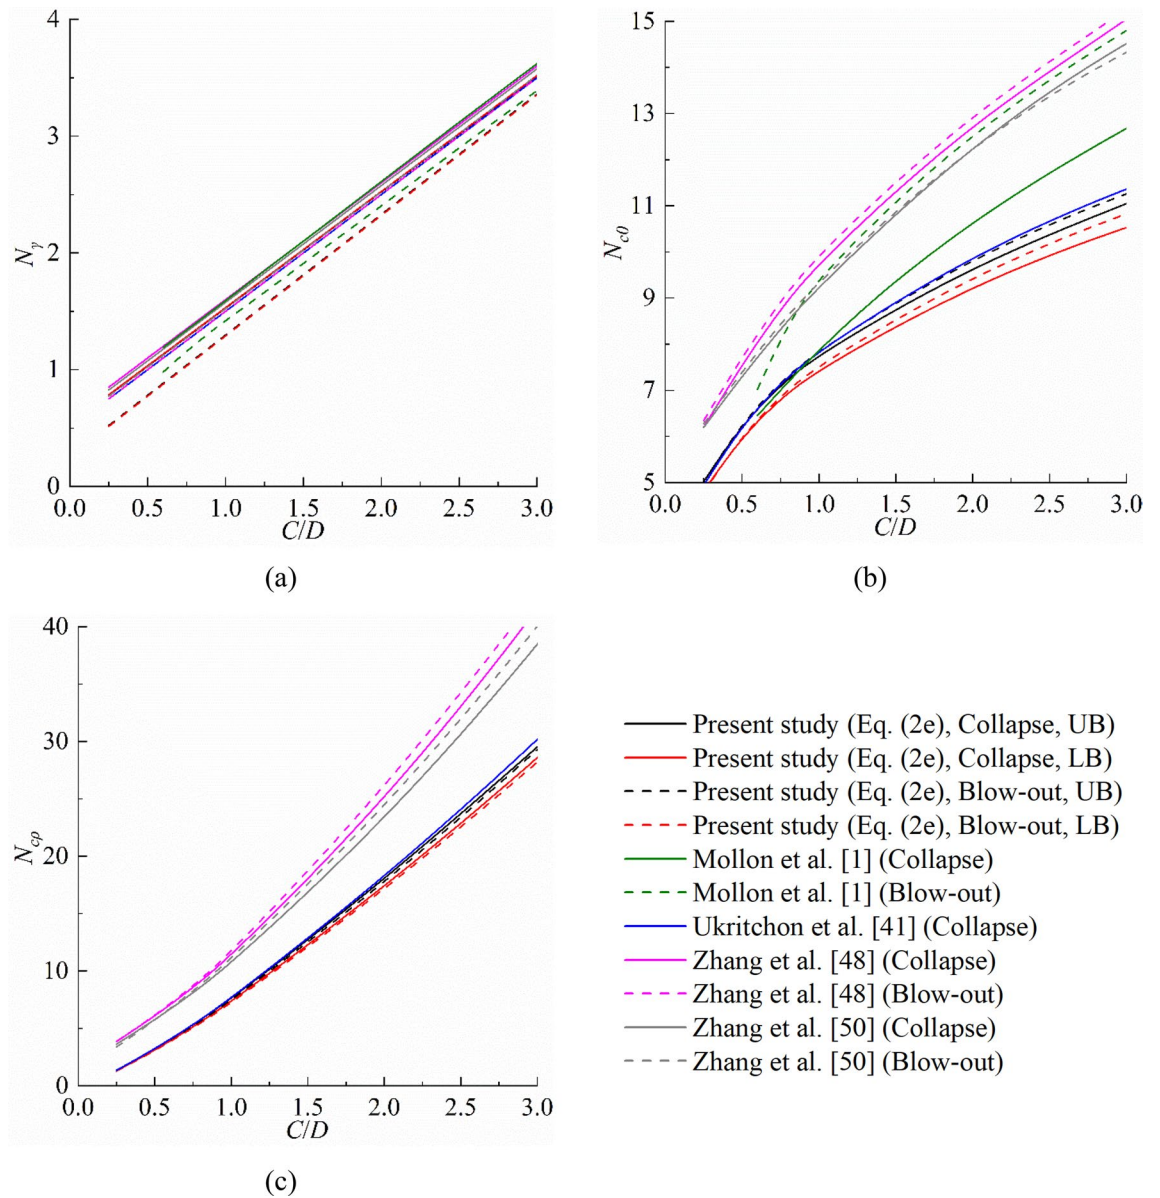 4
3
2
1
0
Nγ
0.0 0.5 1.0 1.5 2.0 2.5 3.0
C/D
(a)
15
13
11
9
7
5
Nc0
0.0 0.5 1.0 1.5 2.0 2.5 3.0
C/D
(b)
40
30
20
10
0
Ncρ
0.0 0.5 1.0 1.5 2.0 2.5 3.0
C/D
(c)
Present study (Eq. (2e), Collapse, UB)
Present study (Eq. (2e), Collapse, LB)
Present study (Eq. (2e), Blow-out, UB)
Present study (Eq. (2e), Blow-out, LB)
Mollon et al. [1] (Collapse)
Mollon et al. [1] (Blow-out)
Ukritchon et al. [41] (Collapse)
Zhang et al. [48] (Collapse)
Zhang et al. [48] (Blow-out)
Zhang et al. [50] (Collapse)
Zhang et al. [50] (Blow-out)